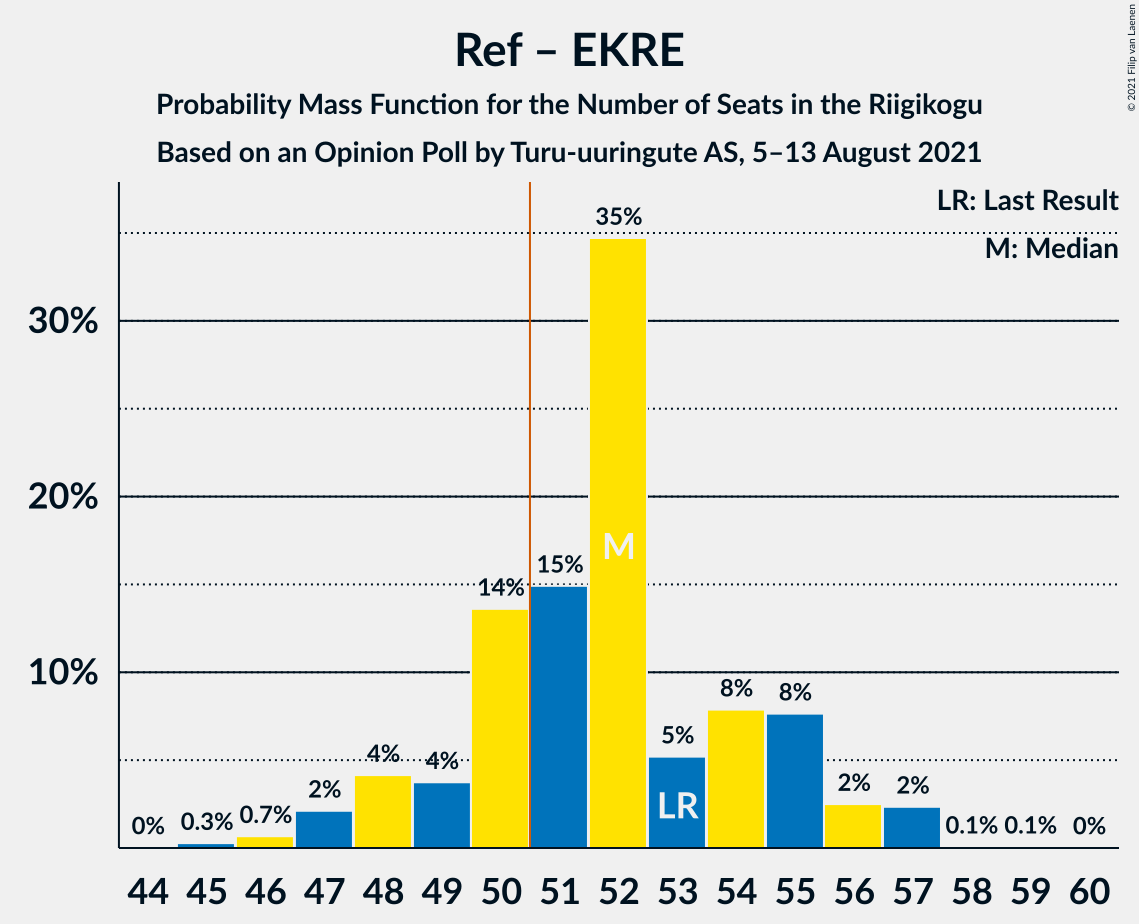 © 2021 Filip van Laenen
Ref – EKRE
Probability Mass Function for the Number of Seats in the Riigikogu
Based on an Opinion Poll by Turu-uuringute AS, 5–13 August 2021
LR: Last Result
M: Median
30%
20%
10%
0%
0.3%
0.7%
2%
4%
4%
14%
15%
35%
M
5%
LR
8%
8%
2%
2%
0.1%
0.1%
0%
44 45 46 47 48 49 50 51 52 53 54 55 56 57 58 59 60